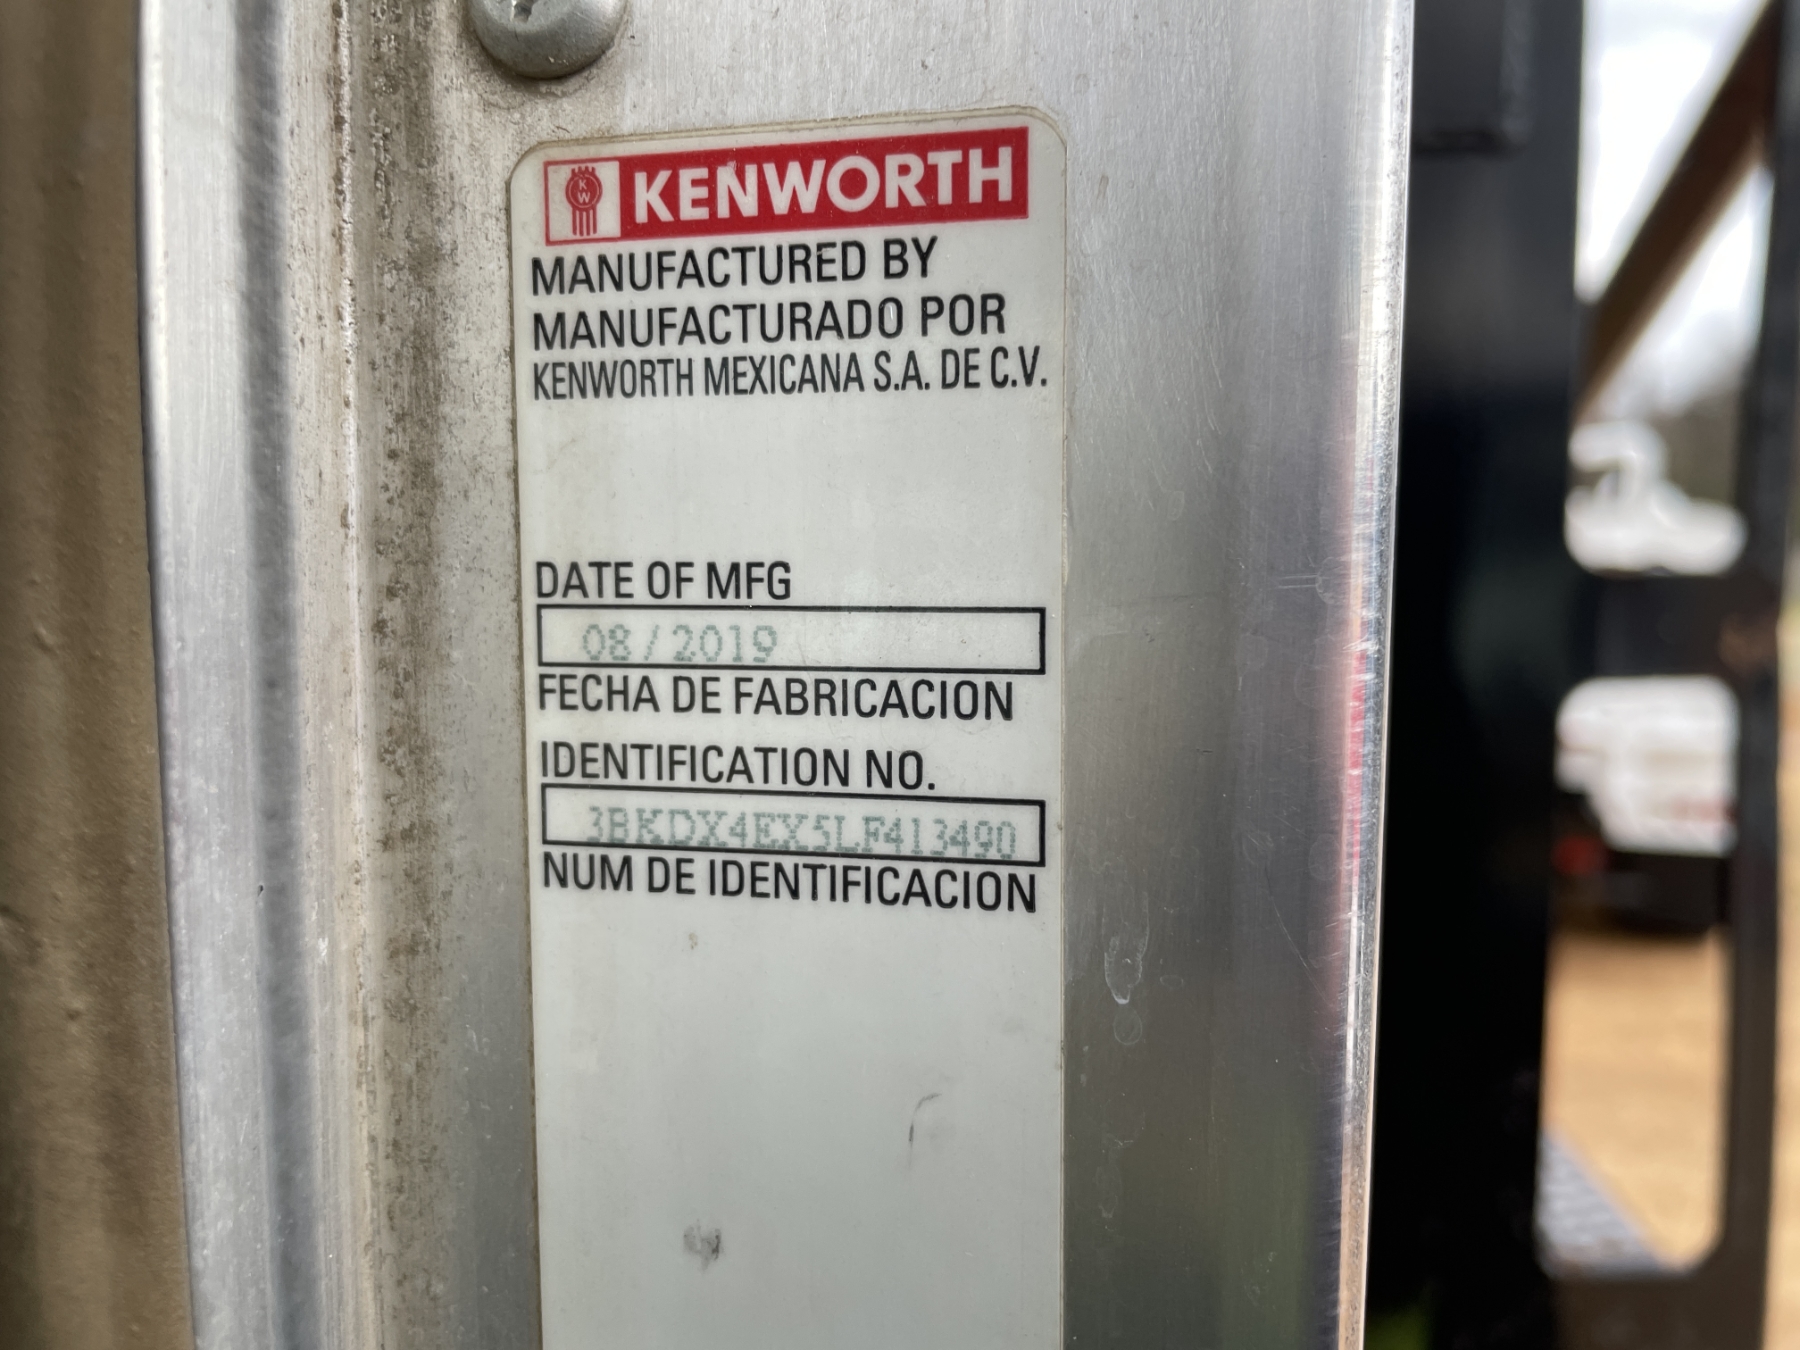 KW KENWORTH
MANUFACTURED BY
MANUFACTURADO POR
KENWORTH MEXICANA S.A. DE C.V.
DATE OF MFG
08/2019
FECHA DE FABRICACION
IDENTIFICATION NO.
3BKDX4EX5LF413490
NUM DE IDENTIFICACION